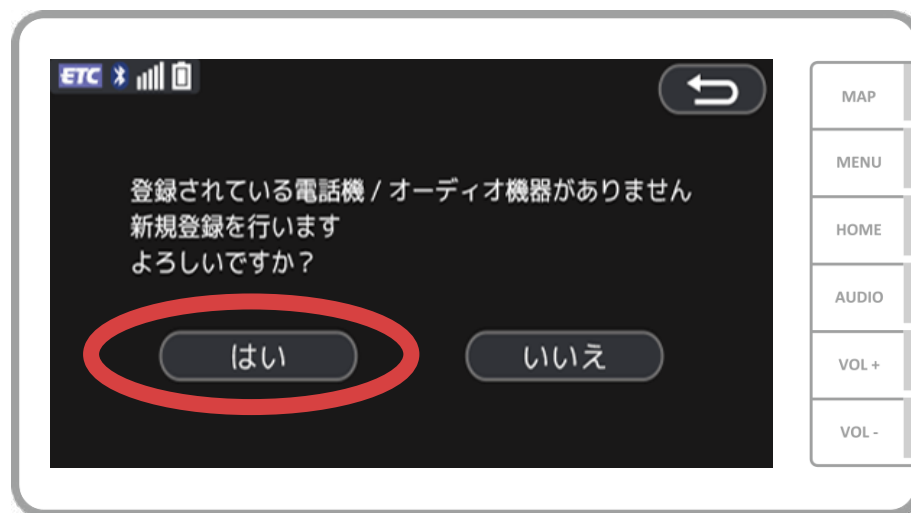 ETC
登録されている電話機 / オーディオ機器がありません
新規登録を行います
よろしいですか？
はい
いいえ
MAP
MENU
HOME
AUDIO
VOL +
VOL -